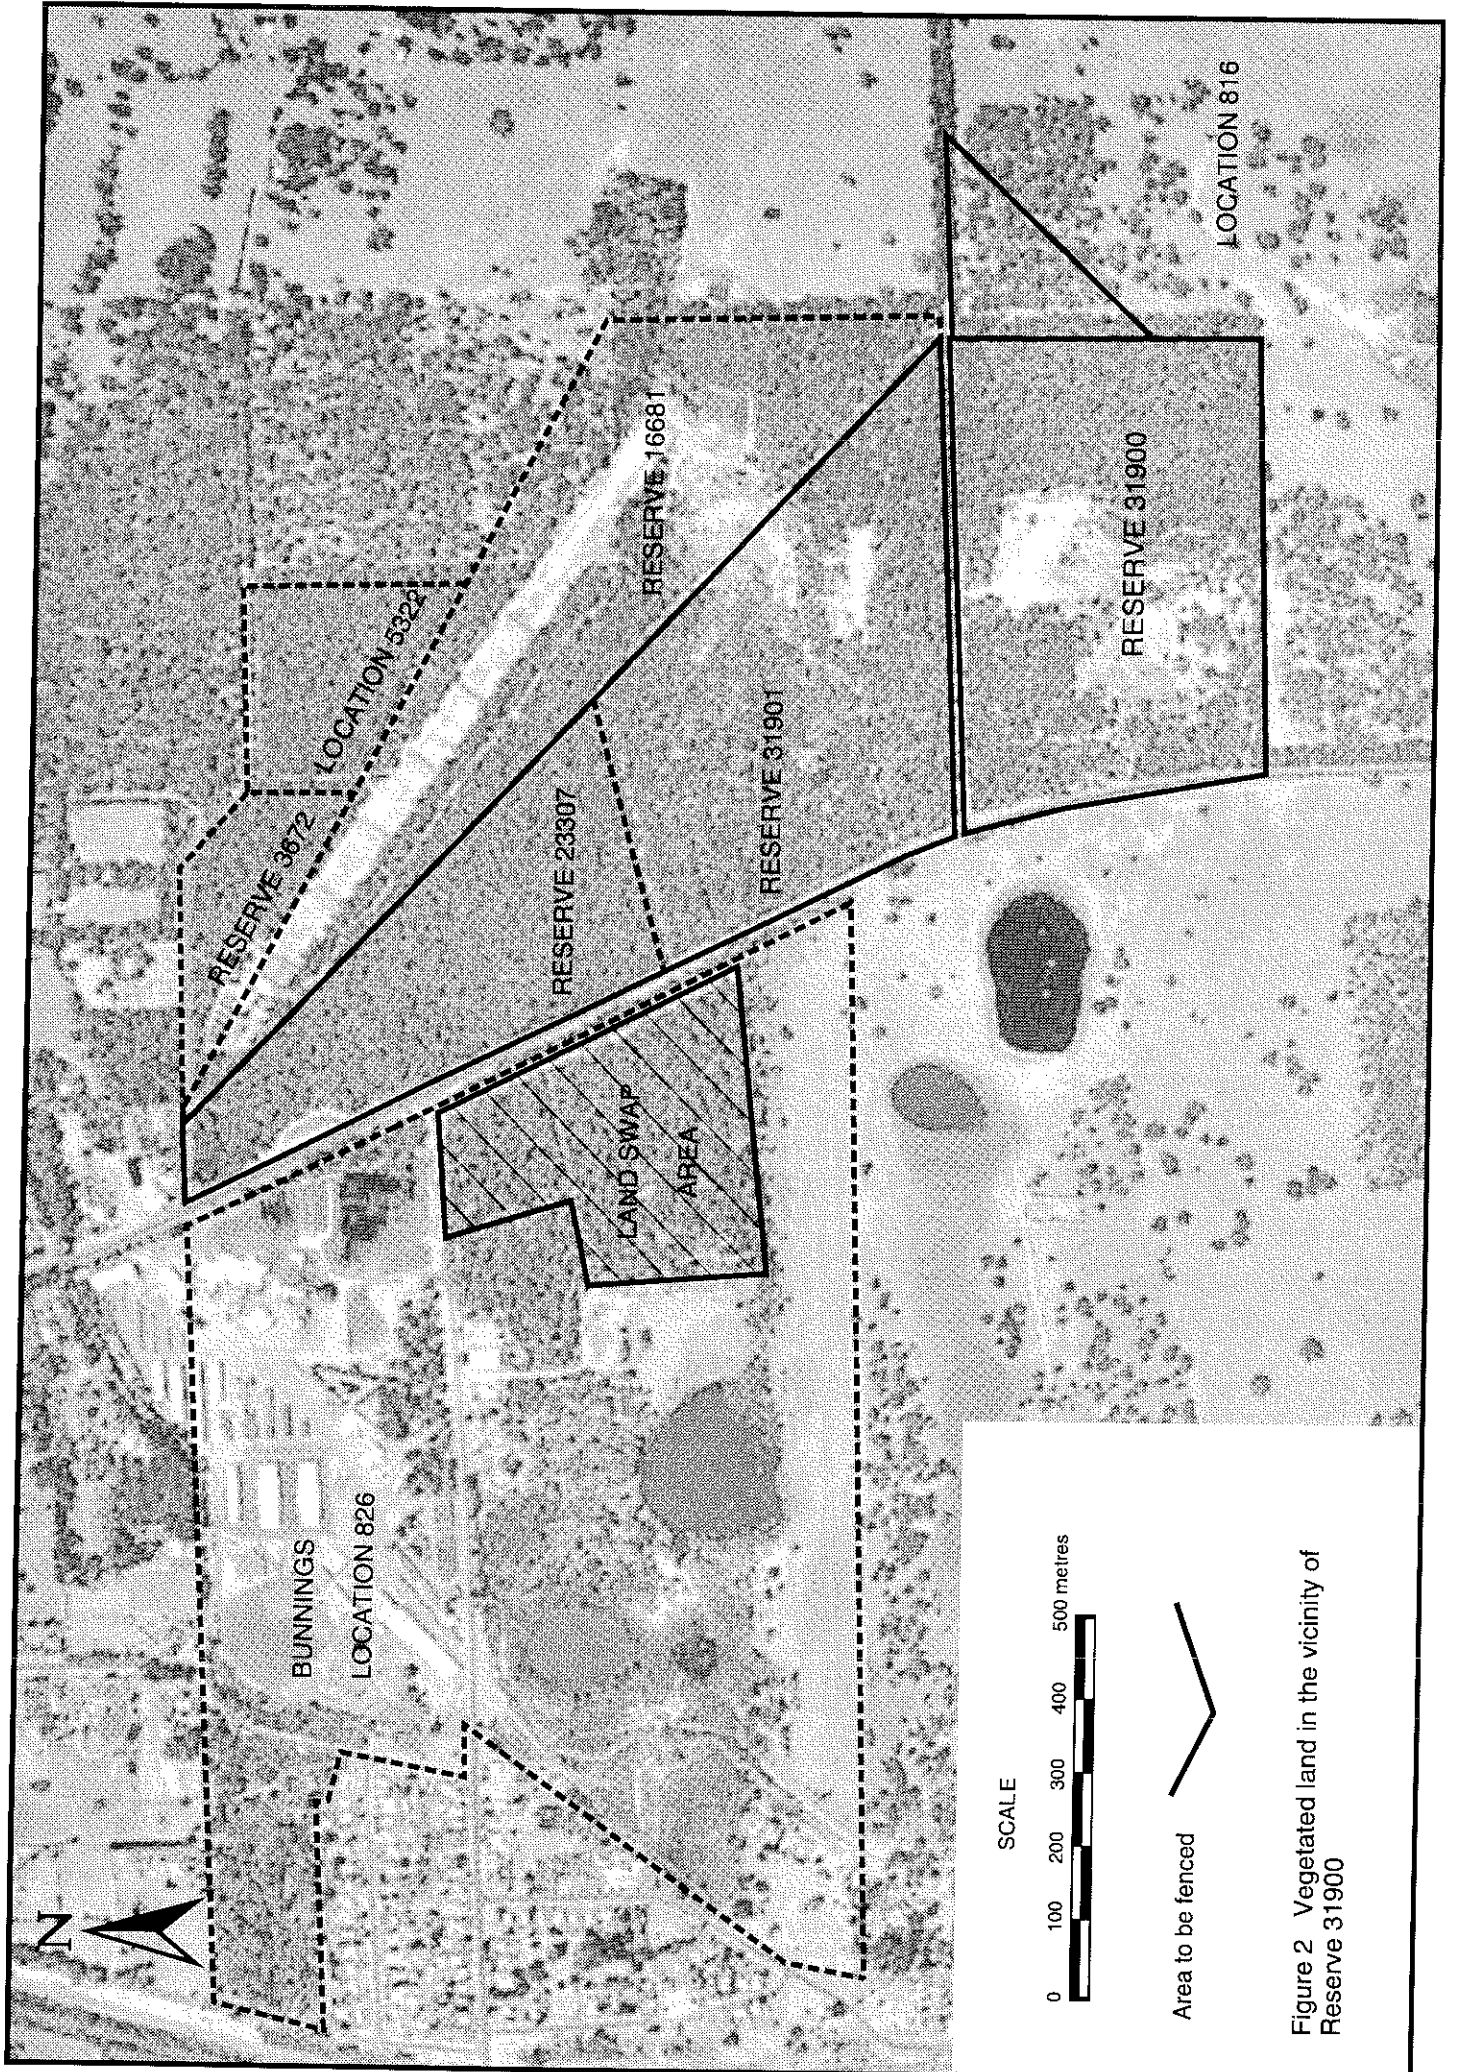 N
RESERVE 3672
LOCATION 5322
RESERVE 16681
RESERVE 23307
RESERVE 31901
LAND SWAP
AREA
BUNNINGS
LOCATION 826
RESERVE 31900
LOCATION 816
SCALE
0 100 200 300 400 500 metres
Area to be fenced
Figure 2 Vegetated land in the vicinity of
Reserve 31900